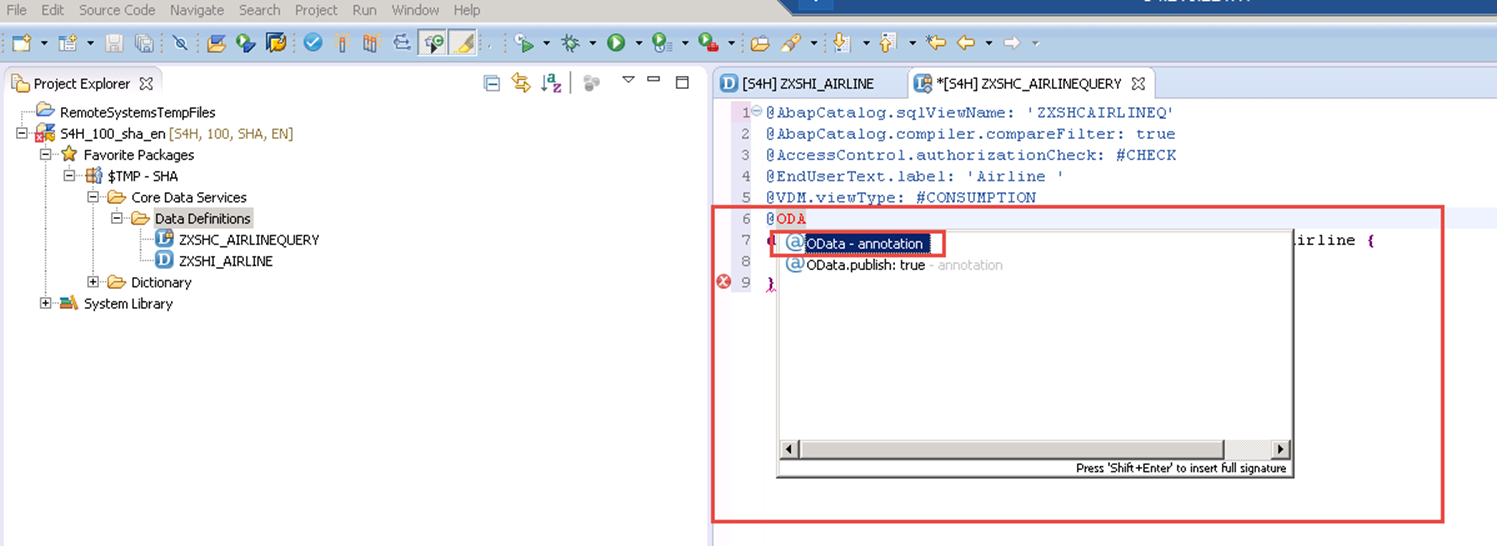 File Edit Source Code Navigate Search Project Run Window Help
Project Explorer
RemoteSystemsTempFiles
S4H_100_sha_en [S4H, 100, SHA, EN]
Favorite Packages
$TMP - SHA
Core Data Services
Data Definitions
ZXSHC_AIRLINEQUERY
ZXSHI_AIRLINE
Dictionary
System Library
[S4H] ZXSHI_AIRLINE
*[S4H] ZXSHC_AIRLINEQUERY
1 @AbapCatalog.sqlViewName: 'ZXSHCAIRLINEQ'
2 @AbapCatalog.compiler.compareFilter: true
3 @AccessControl.authorizationCheck: #CHECK
4 @EndUserText.label: 'Airline '
5 @VDM.viewType: #CONSUMPTION
6 @ODA
7 d irline {
8
9 }
OData - annotation
OData.publish: true - annotation
Press 'Shift+Enter' to insert full signature